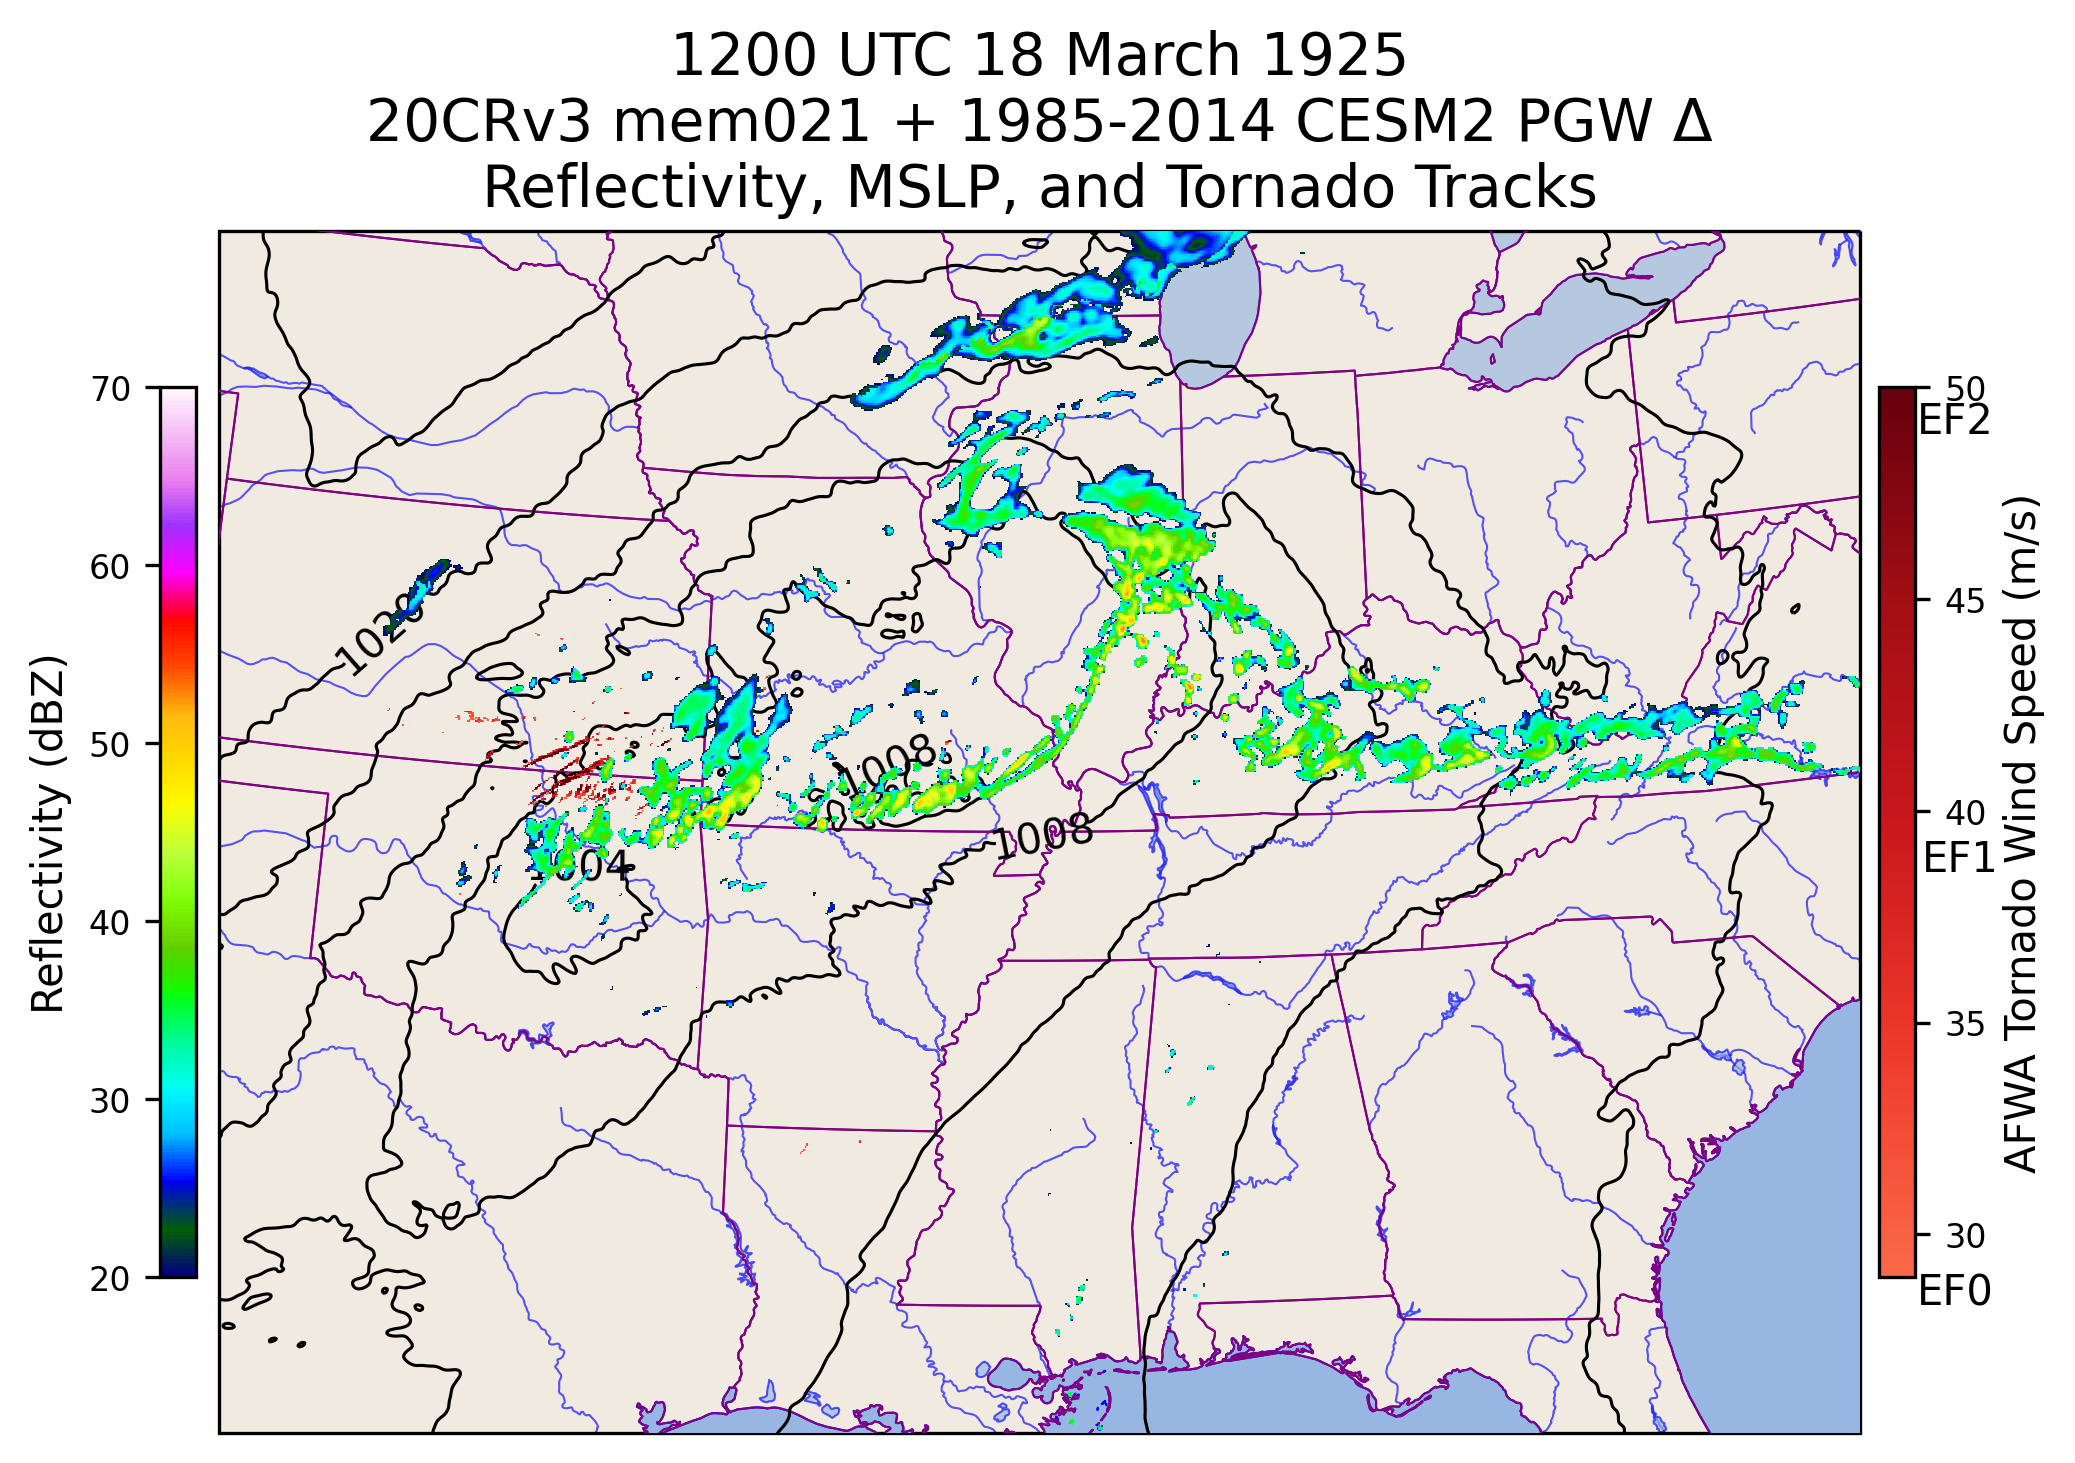 1200 UTC 18 March 1925
20CRv3 mem021 + 1985-2014 CESM2 PGW Δ
Reflectivity, MSLP, and Tornado Tracks
70
60
50
40
30
20
Reflectivity (dBZ)
1020
1008
1008
1004
50
EF2
45
40
EF1
35
30
EF0
AFWA Tornado Wind Speed (m/s)